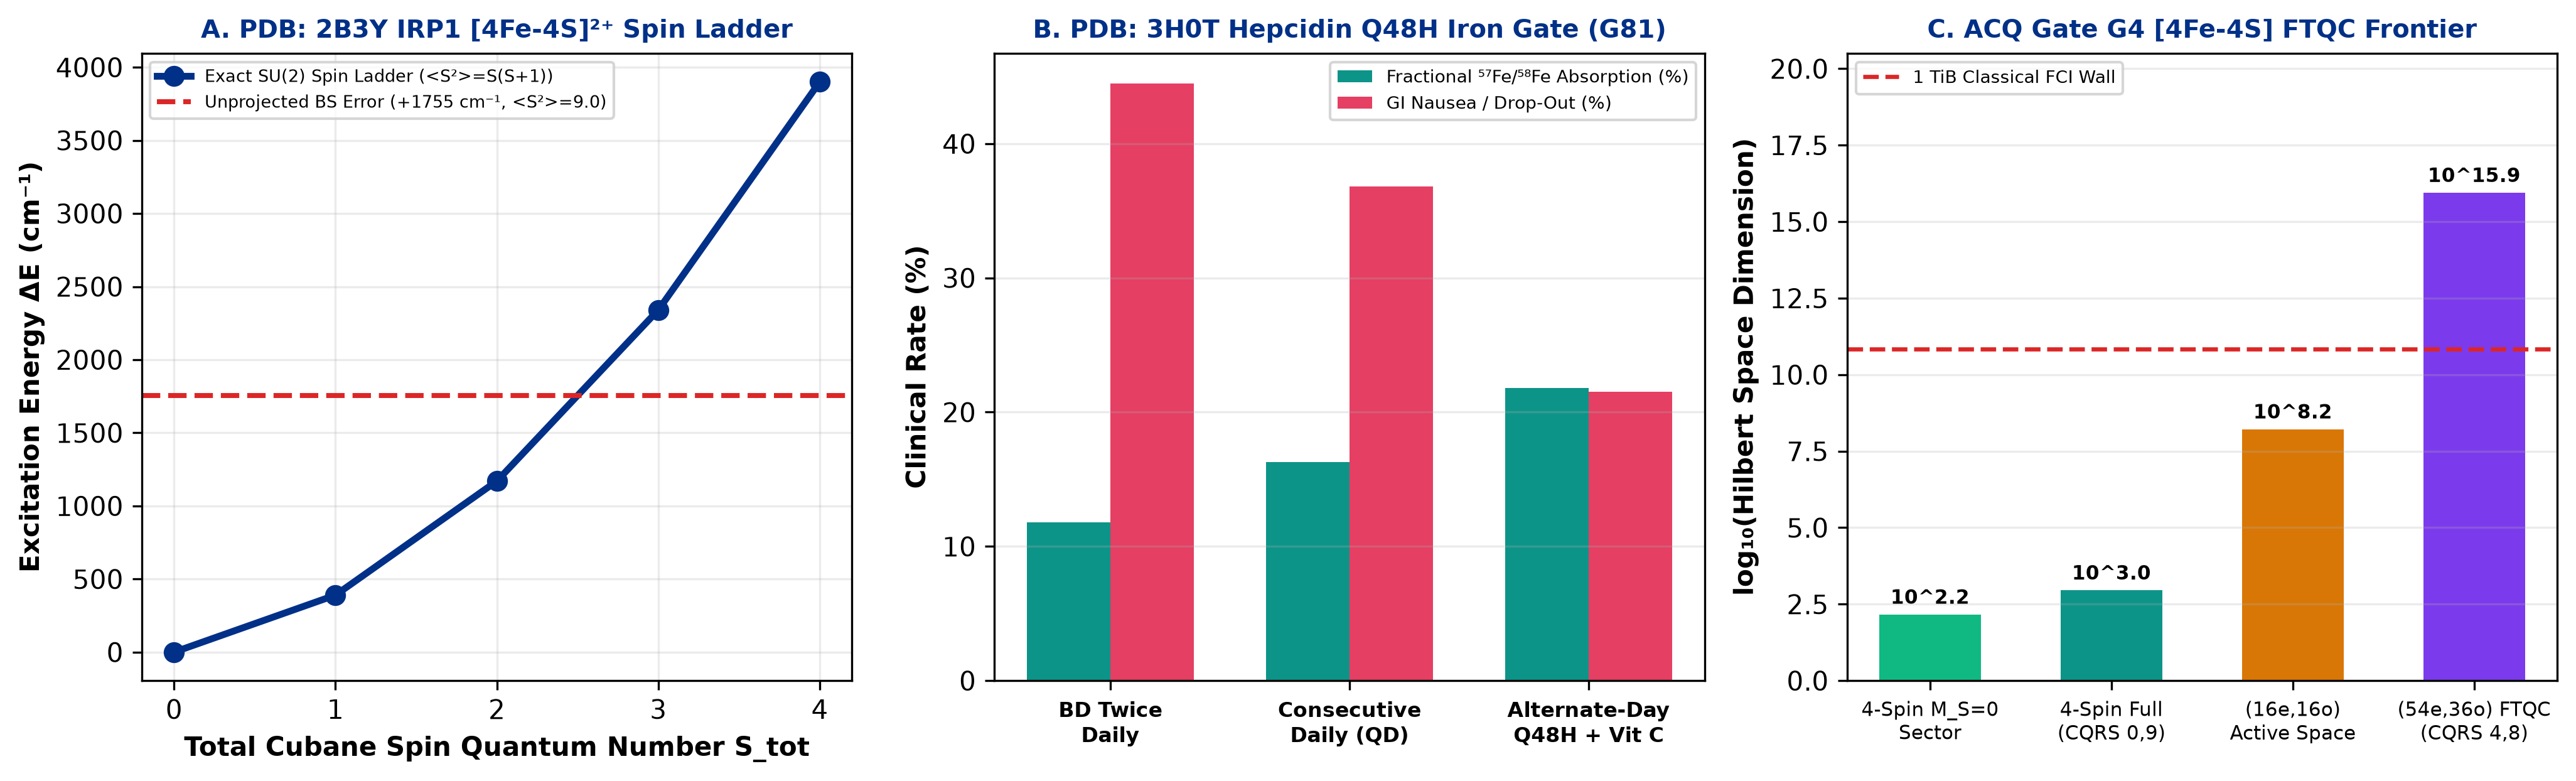 A. PDB: 2B3Y IRP1 [4Fe-4S]²⁺ Spin Ladder
Exact SU(2) Spin Ladder (<S²>=S(S+1))
Unprojected BS Error (+1755 cm⁻¹, <S²>=9.0)
Excitation Energy ΔE (cm⁻¹)
4000
3500
3000
2500
2000
1500
1000
500
0
0 1 2 3 4
Total Cubane Spin Quantum Number S_tot
B. PDB: 3H0T Hepcidin Q48H Iron Gate (G81)
Fractional ⁵⁷Fe/⁵⁸Fe Absorption (%)
GI Nausea / Drop-Out (%)
Clinical Rate (%)
40
30
20
10
0
BD Twice
Daily
Consecutive
Daily (QD)
Alternate-Day
Q48H + Vit C
C. ACQ Gate G4 [4Fe-4S] FTQC Frontier
1 TiB Classical FCI Wall
log₁₀(Hilbert Space Dimension)
20.0
17.5
15.0
12.5
10.0
7.5
5.0
2.5
0.0
10^2.2
10^3.0
10^8.2
10^15.9
4-Spin M_S=0
Sector
4-Spin Full
(CQRS 0,9)
(16e,16o)
Active Space
(54e,36o) FTQC
(CQRS 4,8)